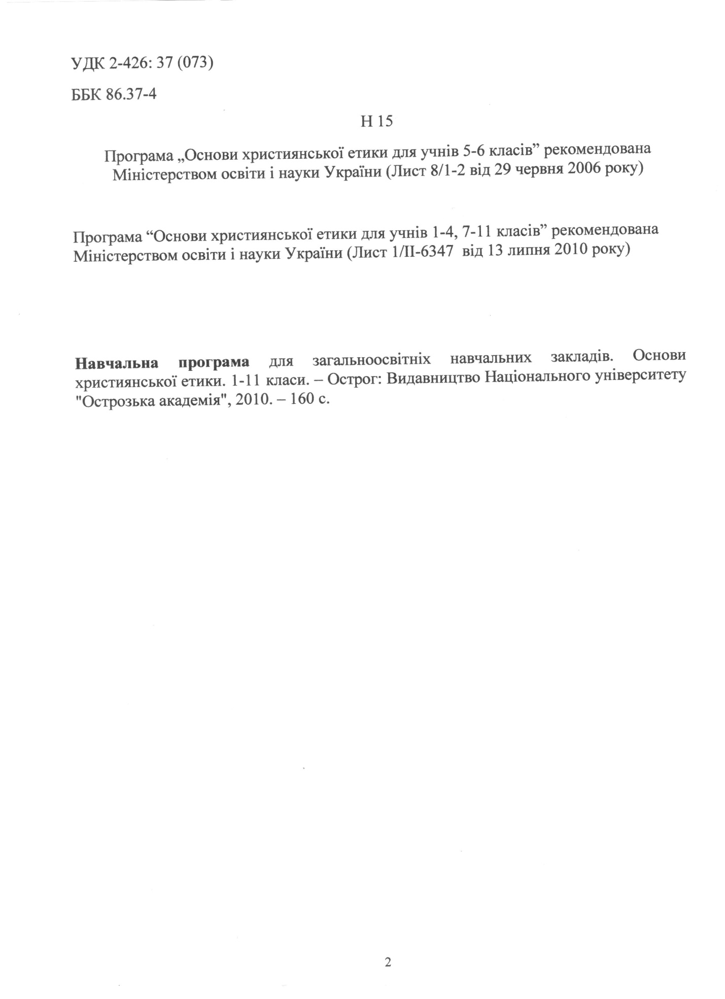 УДК 2-426: 37 (073)
ББК 86.37-4
Н 15
Програма „Основи християнської етики для учнів 5-6 класів” рекомендована
Міністерством освіти і науки України (Лист 8/1-2 від 29 червня 2006 року)
Програма “Основи християнської етики для учнів 1-4, 7-11 класів” рекомендована
Міністерством освіти і науки України (Лист 1/II-6347 від 13 липня 2010 року)
Навчальна програма для загальноосвітніх навчальних закладів. Основи
християнської етики. 1-11 класи. – Острог: Видавництво Національного університету
"Острозька академія", 2010. – 160 с.
2